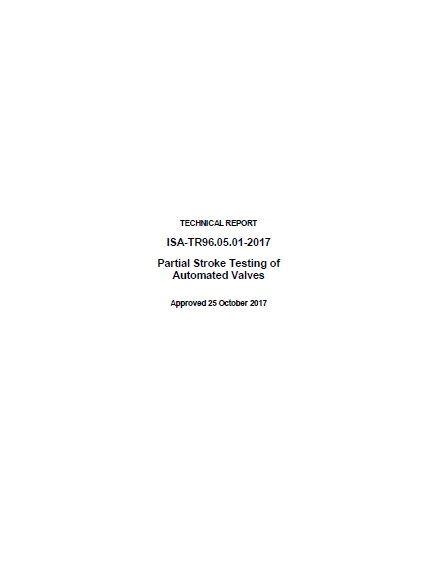 TECHNICAL REPORT
ISA-TR96.05.01-2017
Partial Stroke Testing of
Automated Valves
Approved 25 October 2017